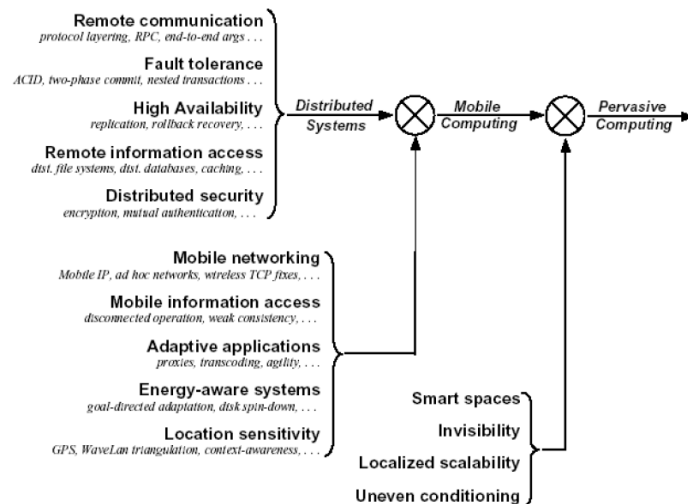 Remote communication
protocol layering, RPC, end-to-end args . . .
Fault tolerance
ACID, two-phase commit, nested transactions . . .
High Availability
replication, rollback recovery, . . .
Remote information access
dist. file systems, dist. databases, caching, . . .
Distributed security
encryption, mutual authentication, . . .
Distributed
Systems
Mobile
Computing
Pervasive
Computing
Mobile networking
Mobile IP, ad hoc networks, wireless TCP fixes, . . .
Mobile information access
disconnected operation, weak consistency, . . .
Adaptive applications
proxies, transcoding, agility, . . .
Energy-aware systems
goal-directed adaptation, disk spin-down, . . .
Location sensitivity
GPS, WaveLan triangulation, context-awareness, . . .
Smart spaces
Invisibility
Localized scalability
Uneven conditioning